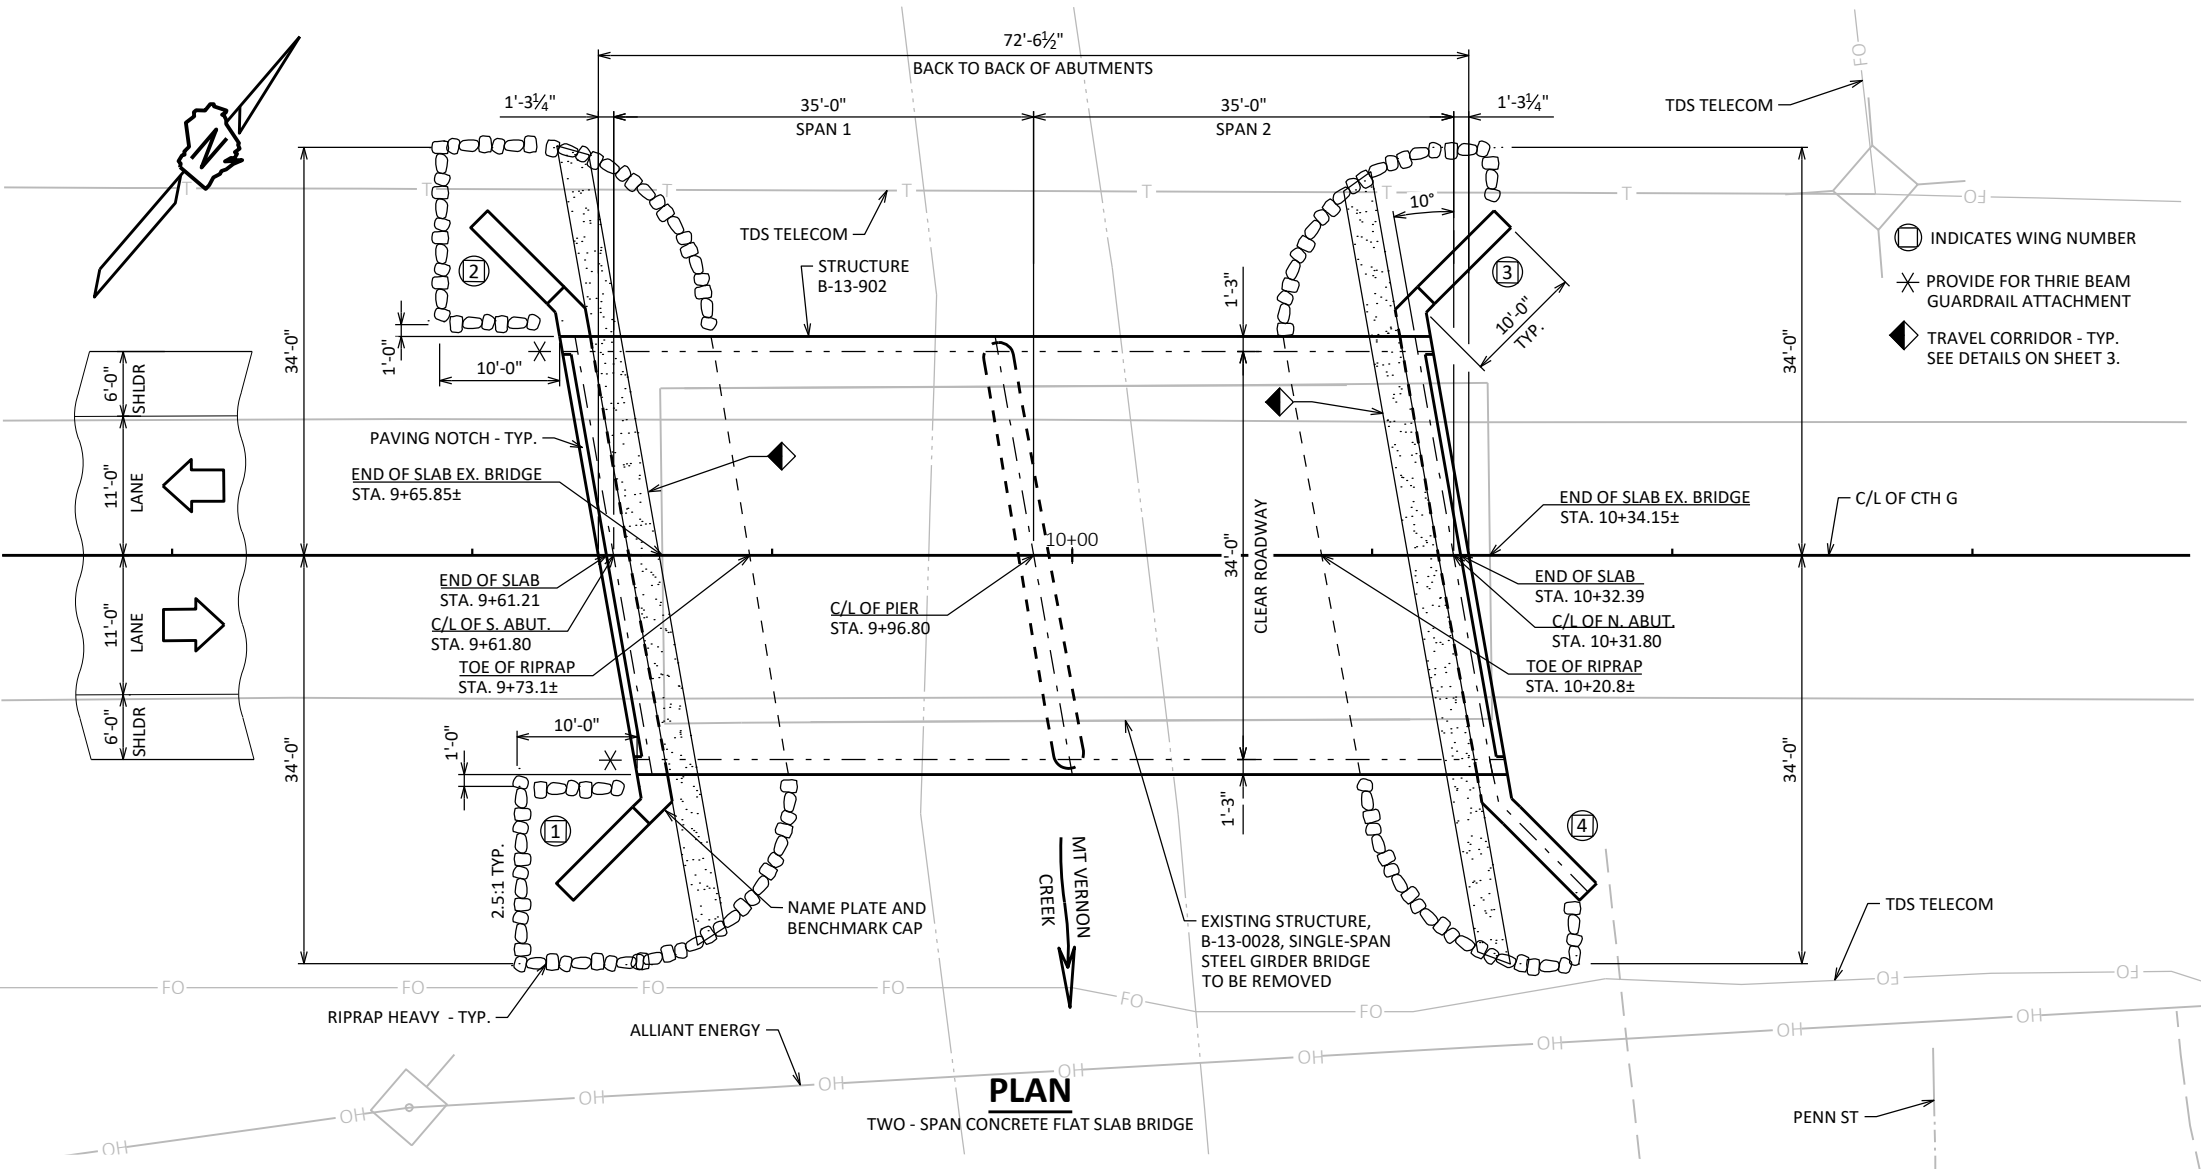 72'-6½"
BACK TO BACK OF ABUTMENTS
1'-3¼"
35'-0"
SPAN 1
35'-0"
SPAN 2
1'-3¼"
TDS TELECOM
FO
N
T
T
T
T
T
T
T
FO
10°
TDS TELECOM
STRUCTURE
B-13-902
2
3
1'-3"
10'-0"
TYP.
INDICATES WING NUMBER
PROVIDE FOR THRIE BEAM
GUARDRAIL ATTACHMENT
TRAVEL CORRIDOR - TYP.
SEE DETAILS ON SHEET 3.
34'-0"
1'-0"
10'-0"
34'-0"
6'-0"
SHLDR
11'-0"
LANE
11'-0"
LANE
6'-0"
SHLDR
PAVING NOTCH - TYP.
END OF SLAB EX. BRIDGE
STA. 9+65.85±
END OF SLAB EX. BRIDGE
STA. 10+34.15±
C/L OF CTH G
10+00
34'-0"
CLEAR ROADWAY
END OF SLAB
STA. 9+61.21
C/L OF S. ABUT.
STA. 9+61.80
TOE OF RIPRAP
STA. 9+73.1±
C/L OF PIER
STA. 9+96.80
END OF SLAB
STA. 10+32.39
C/L OF N. ABUT.
STA. 10+31.80
TOE OF RIPRAP
STA. 10+20.8±
34'-0"
1'-0"
10'-0"
34'-0"
1'-3"
1
4
2.5:1 TYP.
MT VERNON
CREEK
NAME PLATE AND
BENCHMARK CAP
EXISTING STRUCTURE,
B-13-0028, SINGLE-SPAN
STEEL GIRDER BRIDGE
TO BE REMOVED
TDS TELECOM
FO
FO
FO
FO
FO
FO
FO
FO
RIPRAP HEAVY - TYP.
ALLIANT ENERGY
OH
OH
OH
OH
OH
OH
OH
OH
OH
PLAN
TWO - SPAN CONCRETE FLAT SLAB BRIDGE
PENN ST